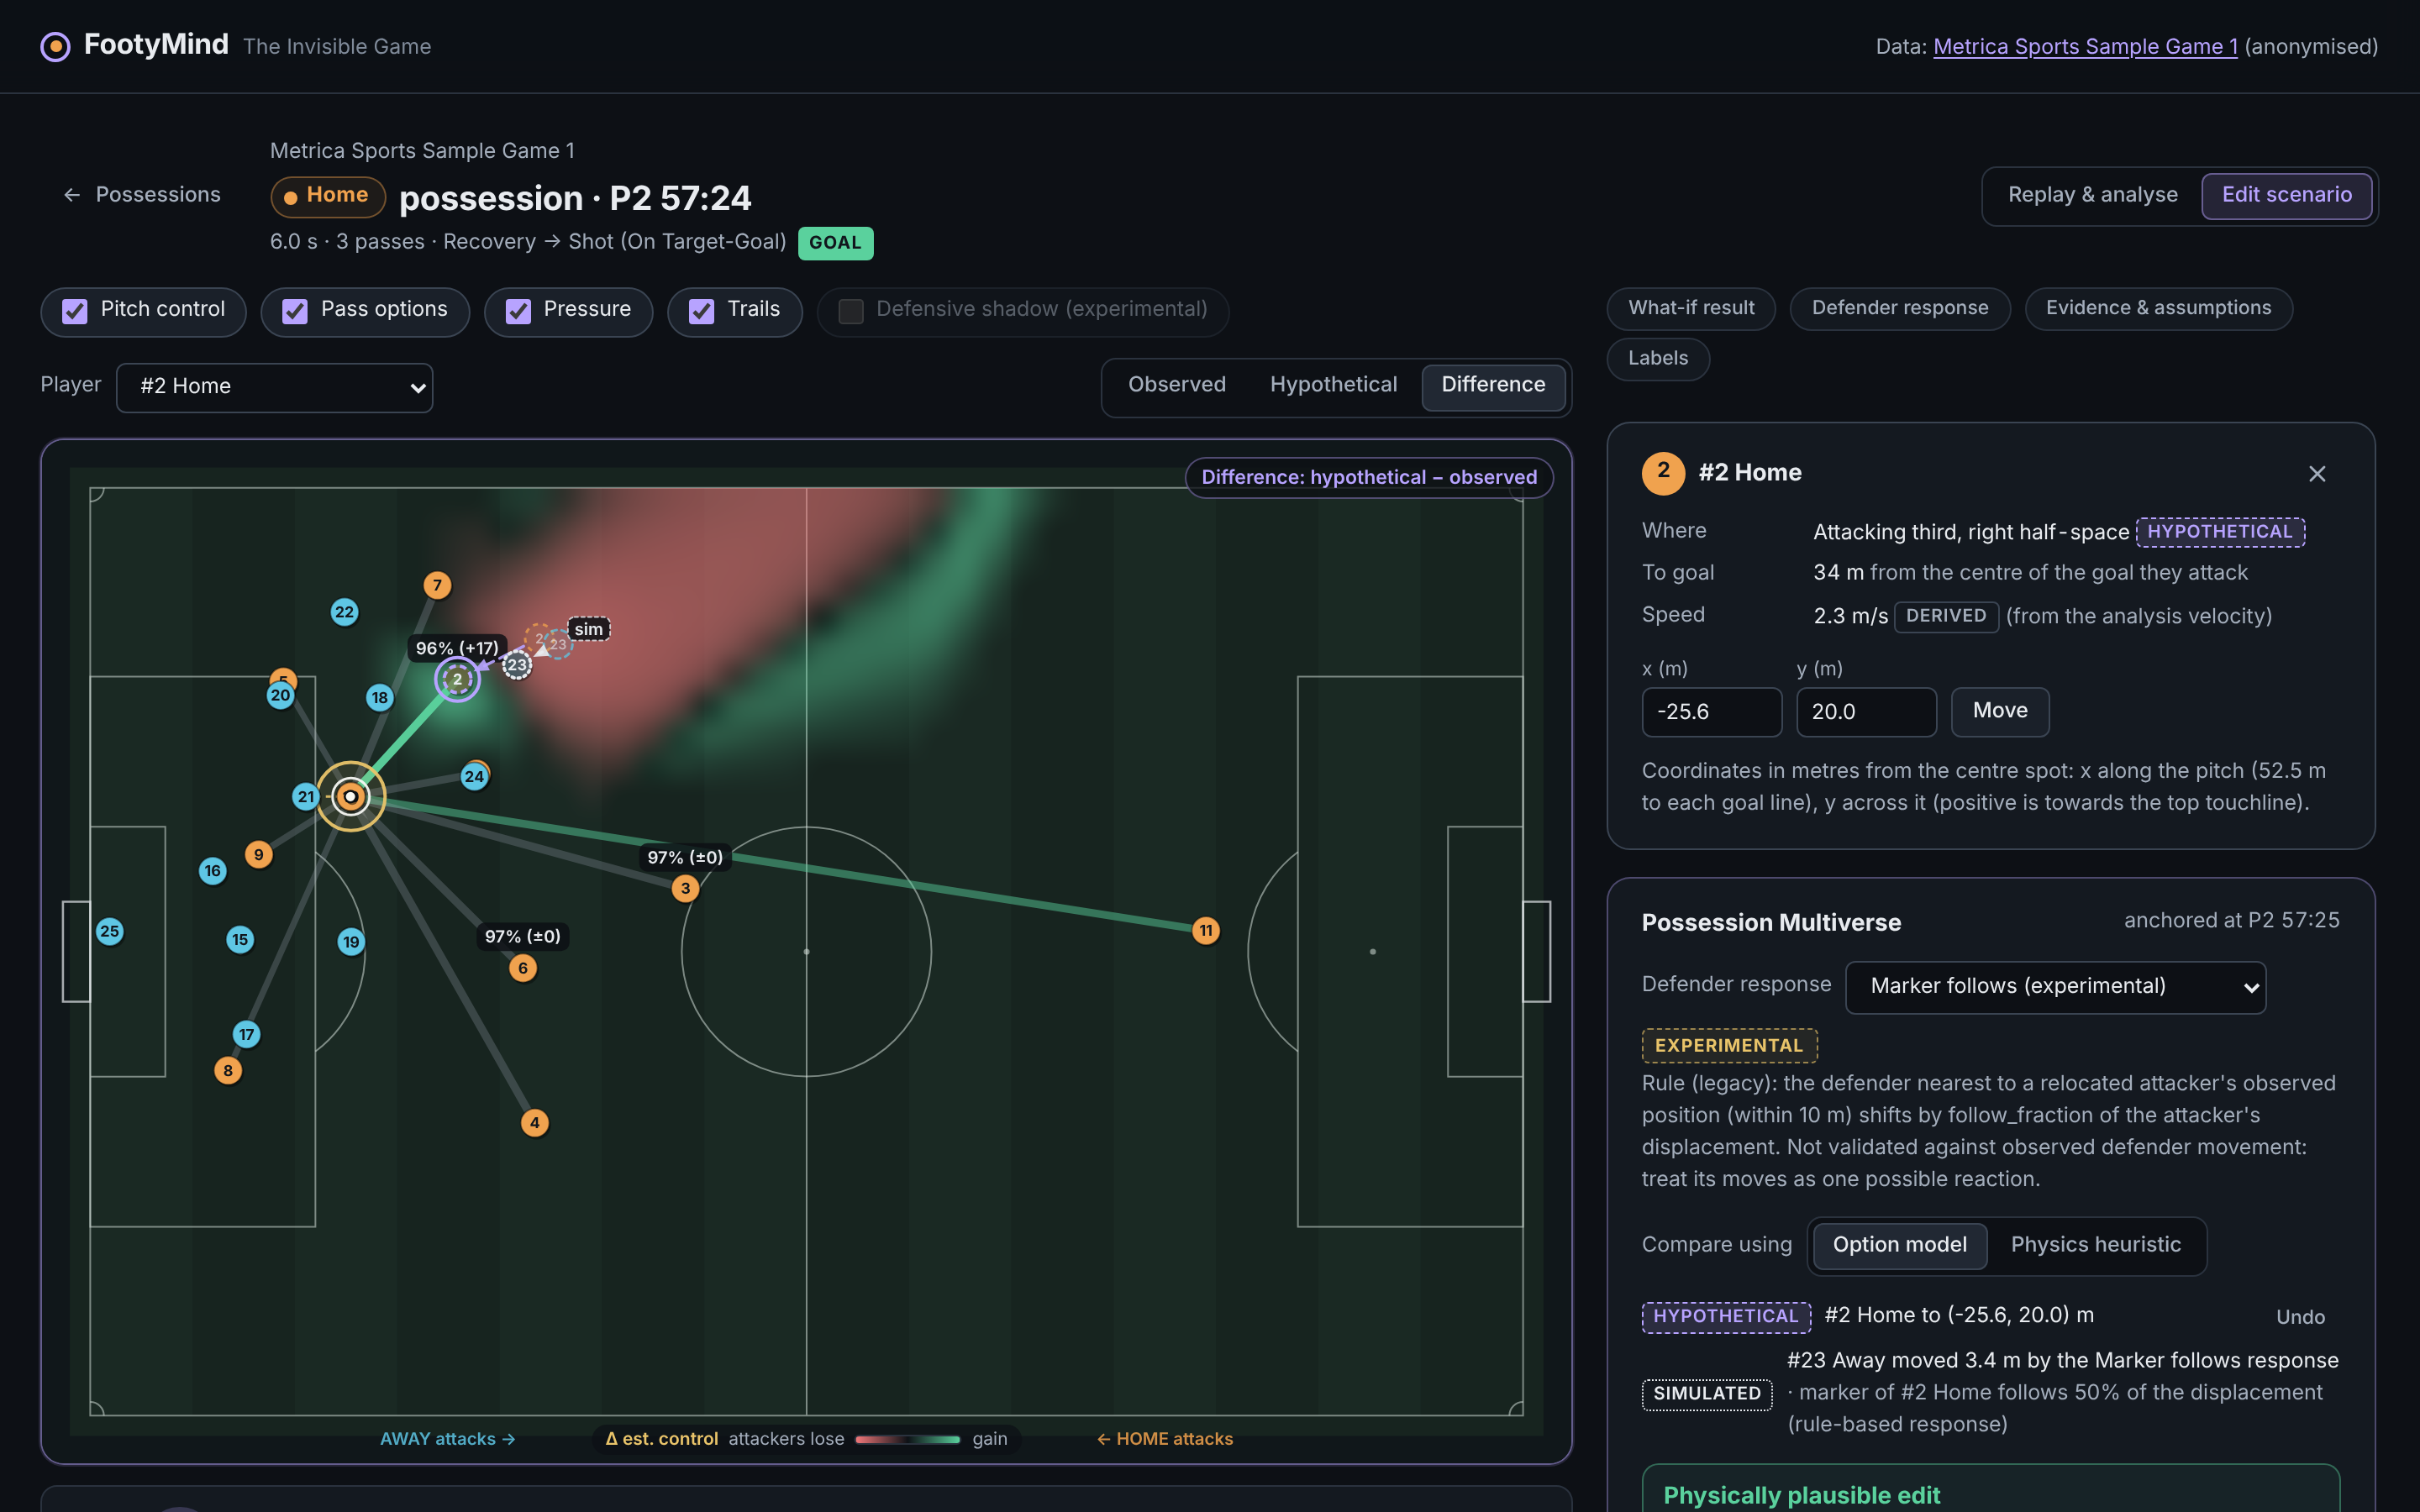 FootyMind The Invisible Game
Data: Metrica Sports Sample Game 1 (anonymised)
← Possessions
Metrica Sports Sample Game 1
Home possession · P2 57:24
6.0 s · 3 passes · Recovery → Shot (On Target-Goal) GOAL
Replay & analyse Edit scenario
Pitch control Pass options Pressure Trails Defensive shadow (experimental)
Player #2 Home
Observed Hypothetical Difference
Difference: hypothetical – observed
7
22
sim
2 23
96% (+17)
23
2
5
20
18
24
21
97% (±0)
9
3
16
11
25
97% (±0)
15
19
6
17
8
4
AWAY attacks →
Δ est. control attackers lose gain
← HOME attacks
What-if result Defender response Evidence & assumptions
Labels
2 #2 Home
Where Attacking third, right half-space HYPOTHETICAL
To goal 34 m from the centre of the goal they attack
Speed 2.3 m/s DERIVED (from the analysis velocity)
x (m) y (m)
-25.6 20.0 Move
Coordinates in metres from the centre spot: x along the pitch (52.5 m
to each goal line), y across it (positive is towards the top touchline).
Possession Multiverse anchored at P2 57:25
Defender response Marker follows (experimental)
EXPERIMENTAL
Rule (legacy): the defender nearest to a relocated attacker's observed
position (within 10 m) shifts by follow_fraction of the attacker's
displacement. Not validated against observed defender movement:
treat its moves as one possible reaction.
Compare using Option model Physics heuristic
HYPOTHETICAL #2 Home to (-25.6, 20.0) m Undo
#23 Away moved 3.4 m by the Marker follows response
SIMULATED · marker of #2 Home follows 50% of the displacement
(rule-based response)
Physically plausible edit